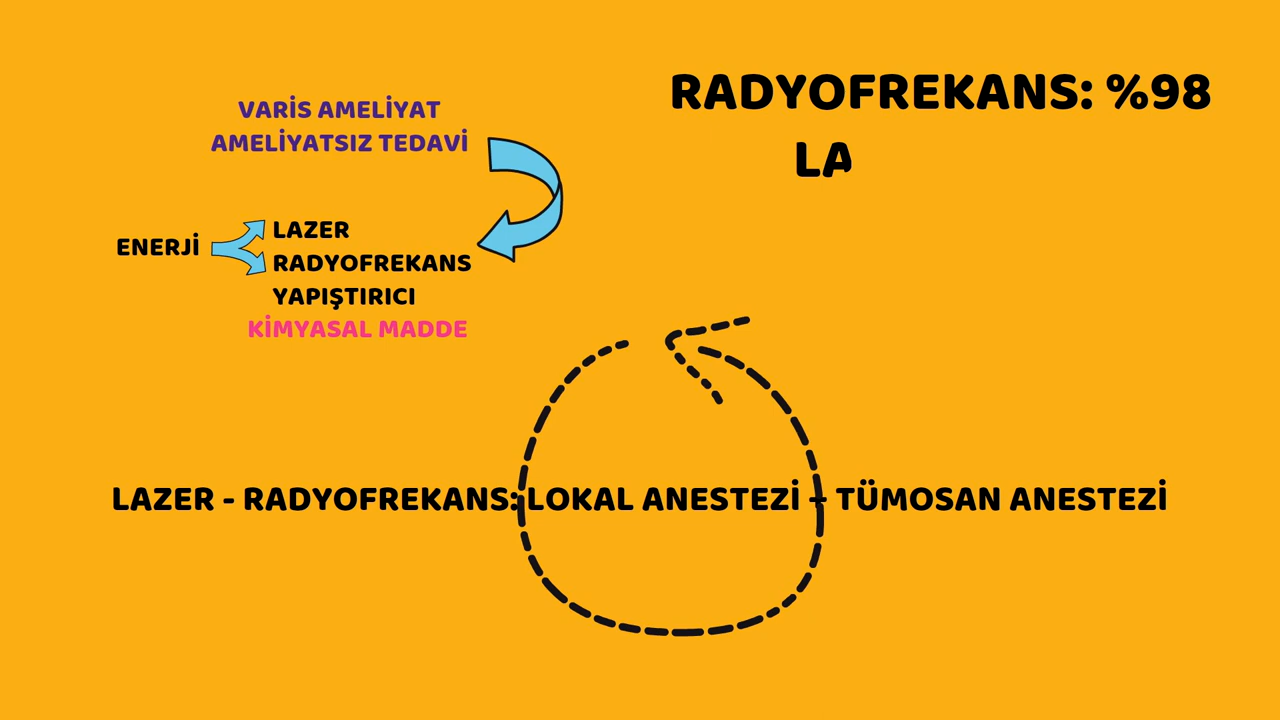 VARİS AMELİYAT
AMELİYATSIZ TEDAVİ
ENERJİ
LAZER
RADYOFREKANS
YAPIŞTIRICI
KİMYASAL MADDE
RADYOFREKANS: %98
LA
LAZER - RADYOFREKANS: LOKAL ANESTEZİ – TÜMOSAN ANESTEZİ